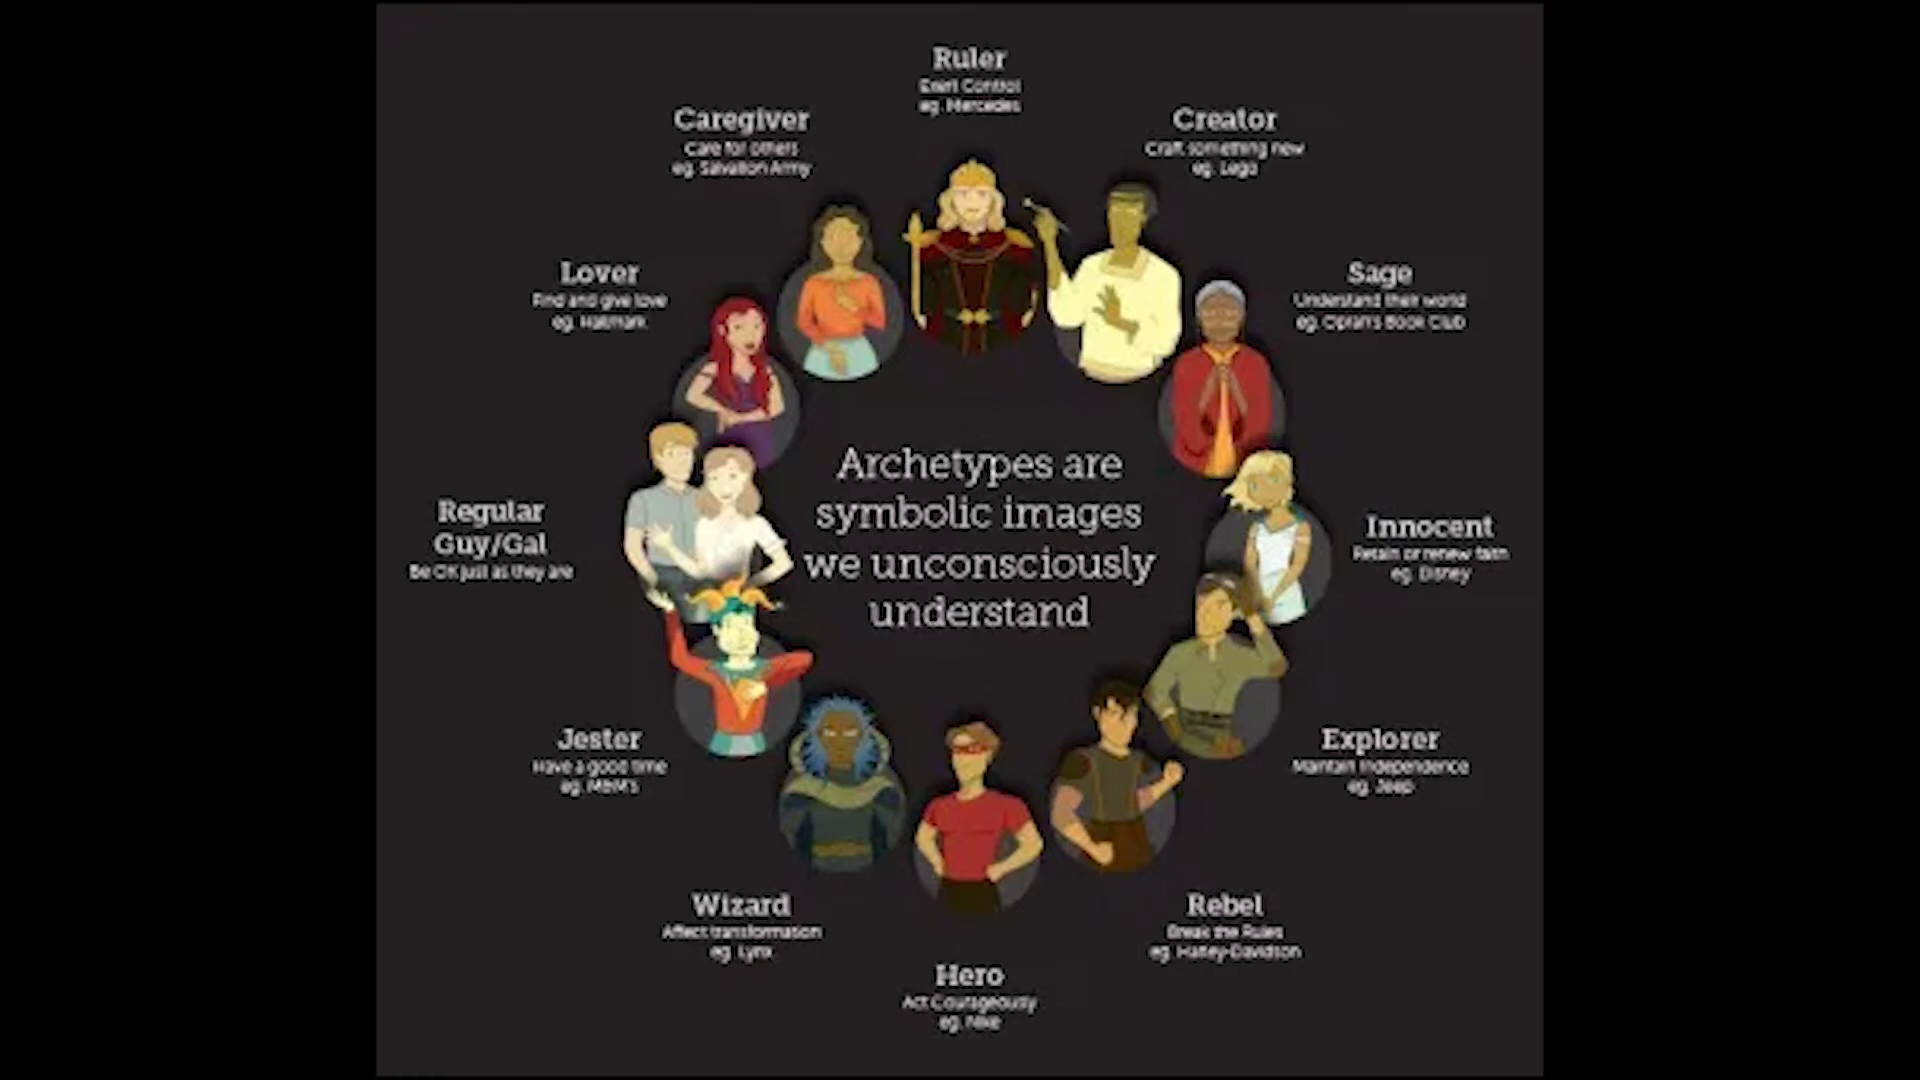 Ruler
Exert Control
eg. Mercedes
Creator
Craft something new
eg. Lego
Sage
Understand their world
eg. Oprah's Book Club
Innocent
Retain or renew faith
eg. Disney
Explorer
Maintain Independence
eg. Jeep
Rebel
Break the Rules
eg. Harley-Davidson
Hero
Act Courageously
eg. Nike
Wizard
Affect transformation
eg. Lynx
Jester
Have a good time
eg. M&M's
Regular
Guy/Gal
Be OK just as they are
Lover
Find and give love
eg. Hallmark
Caregiver
Care for others
eg. Salvation Army
Archetypes are
symbolic images
we unconsciously
understand